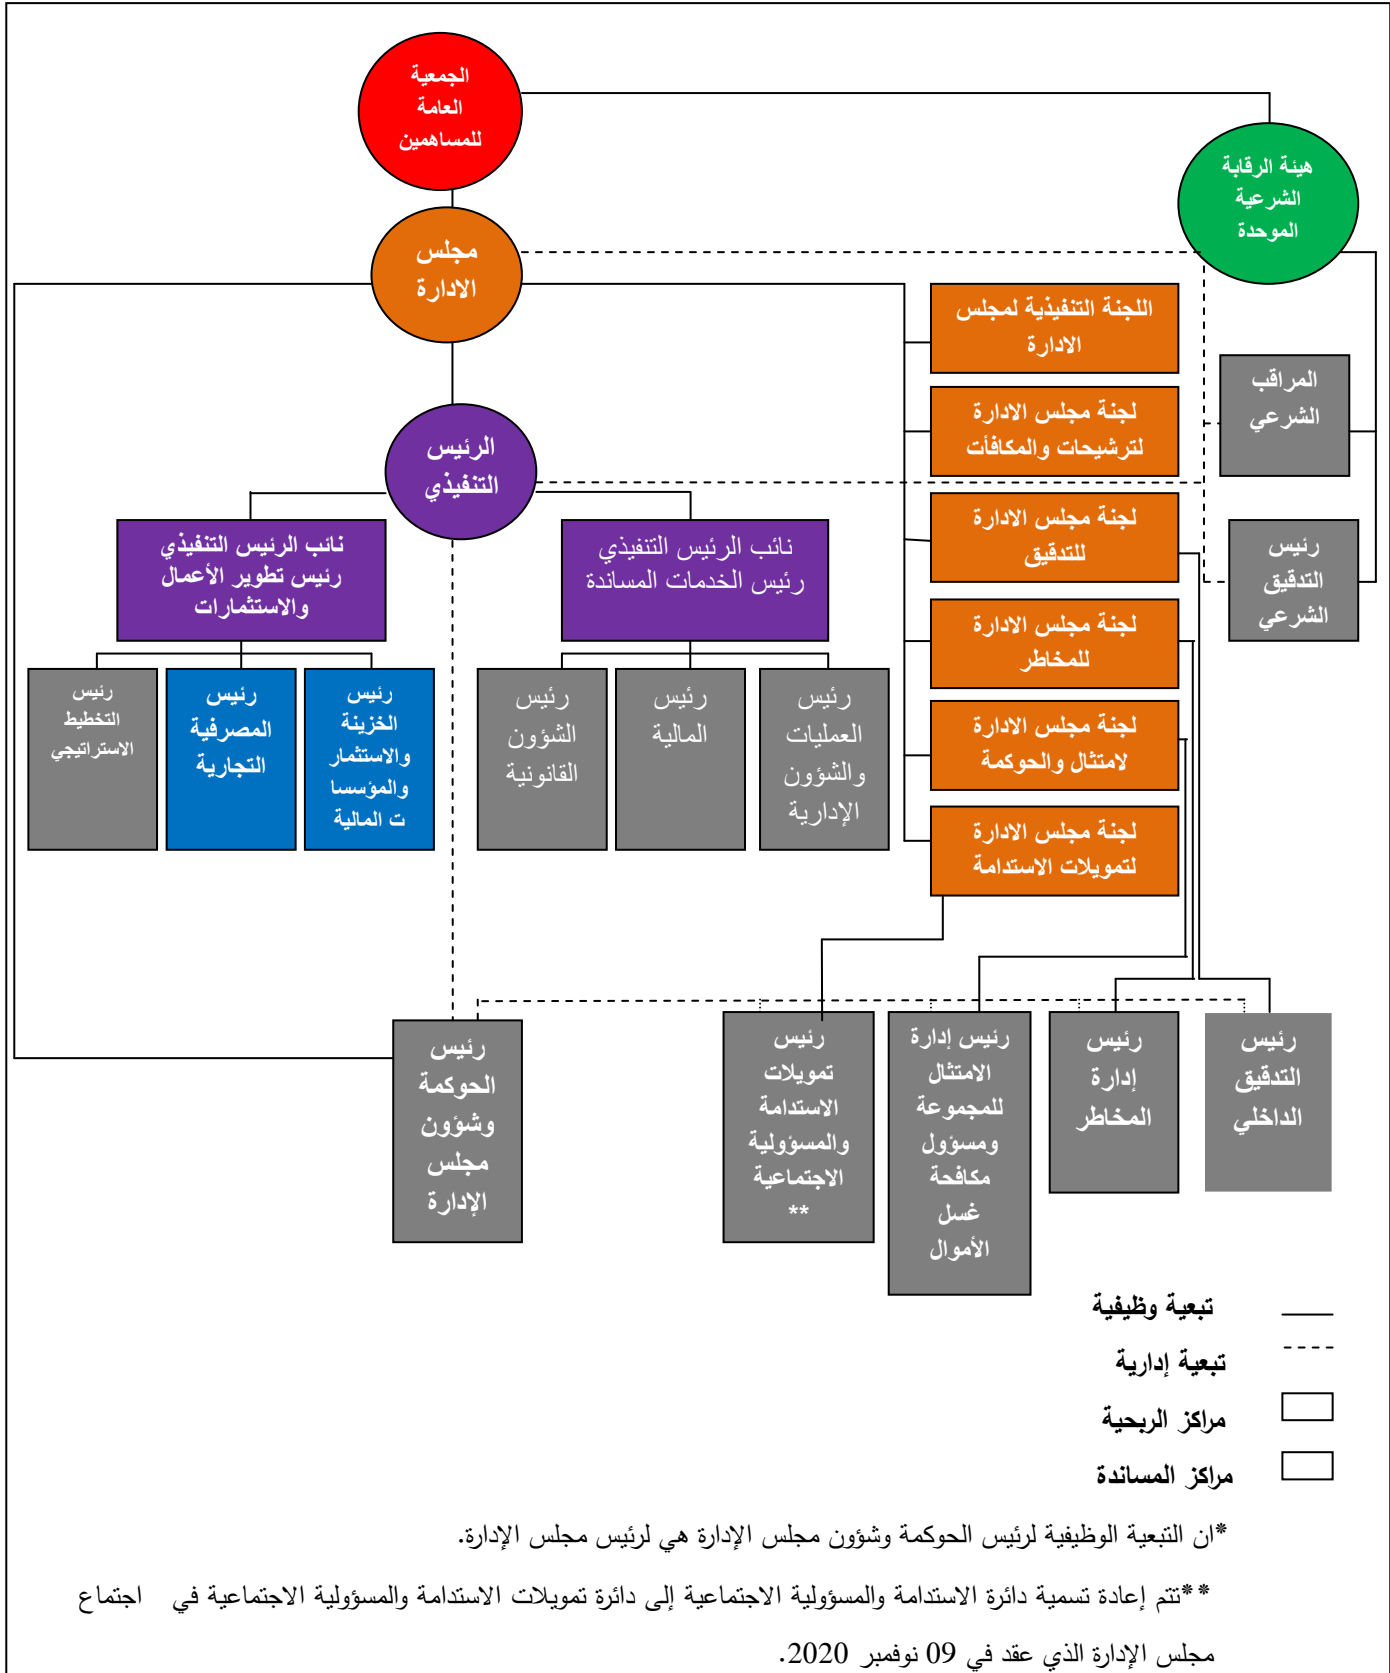 الجمعية
العامة
للمساهمين
هيئة الرقابة
الشرعية
الموحدة
مجلس
الادارة
اللجنة التنفيذية لمجلس
الادارة
لجنة مجلس الادارة
لترشيحات والمكافأت
لجنة مجلس الادارة
للتدقيق
لجنة مجلس الادارة
للمخاطر
لجنة مجلس الادارة
لامتثال والحوكمة
لجنة مجلس الادارة
لتمويلات الاستدامة
المراقب
الشرعي
رئيس
التدقيق
الشرعي
الرئيس
التنفيذي
نائب الرئيس التنفيذي
رئيس الخدمات المساندة
نائب الرئيس التنفيذي
رئيس تطوير الأعمال
والاستثمارات
رئيس
العمليات
والشؤون
الإدارية
رئيس
المالية
رئيس
الشؤون
القانونية
رئيس
الخزينة
والاستثمار
والمؤسسا
ت المالية
رئيس
المصرفية
التجارية
رئيس
التخطيط
الاستراتيجي
رئيس
التدقيق
الداخلي
رئيس
إدارة
المخاطر
رئيس إدارة
الامتثال
للمجموعة
ومسؤول
مكافحة
غسل
الأموال
رئيس
تمويلات
الاستدامة
والمسؤولية
الاجتماعية
**
رئيس
الحوكمة
وشؤون
مجلس
الإدارة
تبعية وظيفية
تبعية إدارية
مراكز الربحية
مراكز المساندة
*ان التبعية الوظيفية لرئيس الحوكمة وشؤون مجلس الإدارة هي لرئيس مجلس الإدارة.
**تتم إعادة تسمية دائرة الاستدامة والمسؤولية الاجتماعية إلى دائرة تمويلات الاستدامة والمسؤولية الاجتماعية في اجتماع
مجلس الإدارة الذي عقد في 09 نوفمبر 2020.